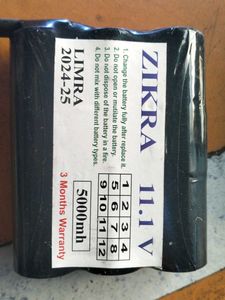 ZIKRA 11.1 V
1. Change the battery fully after replace it.
2. Do not open or mutiate the battery.
3. Do not dispose of the battery in a fire.
4. Do not mix with different battery types.
1 2 3 4
5 6 7 8
9 10 11 12
LIMRA
2024-25
5000mh
3 Months Warranty